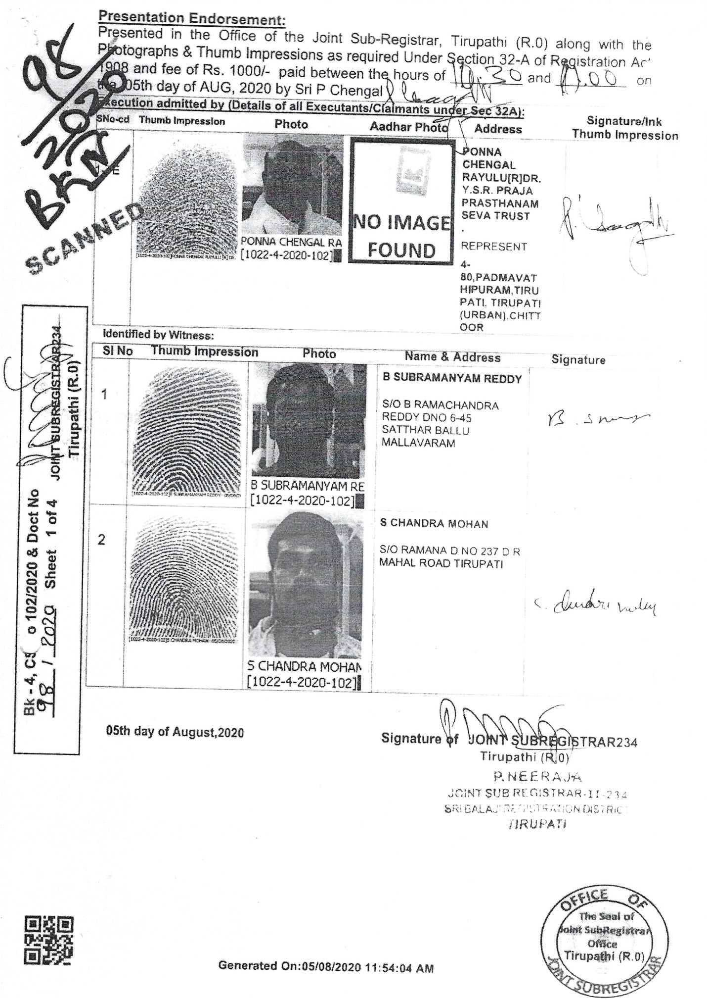 Presentation Endorsement:
Presented in the Office of the Joint Sub-Registrar, Tirupathi (R.0) along with the
Photographs & Thumb Impressions as required Under Section 32-A of Registration Ac
1908 and fee of Rs. 1000/- paid between the hours of 10.30 and 11.00 on
the 05th day of AUG, 2020 by Sri P Chengal
Execution admitted by (Details of all Executants/Claimants under Sec 32A):
SNo-cd Thumb Impression Photo Aadhar Photo Address Signature/Ink
Thumb Impression
98
2020
BKIV
SCANNED
[1022-4-2020-102]PONNA CHENGAL RAYULU [R] DR.
PONNA CHENGAL RA
[1022-4-2020-102]
NO IMAGE
FOUND
PONNA
CHENGAL
RAYULU[R]DR.
Y.S.R. PRAJA
PRASTHANAM
SEVA TRUST
.
REPRESENT
4-
80,PADMAVAT
HIPURAM,TIRU
PATI, TIRUPATI
(URBAN),CHITT
OOR
Identified by Witness:
Sl No Thumb Impression Photo Name & Address Signature
1
[1022-4-2020-102]B SUBRAMANYAM REDDY
B SUBRAMANYAM RE
[1022-4-2020-102]
B SUBRAMANYAM REDDY
S/O B RAMACHANDRA
REDDY DNO 6-45
SATTHAR BALLU
MALLAVARAM
2
[1022-4-2020-102]S CHANDRA MOHAN 05/08/2020
S CHANDRA MOHAN
[1022-4-2020-102]
S CHANDRA MOHAN
S/O RAMANA D NO 237 D R
MAHAL ROAD TIRUPATI
Bk - 4, CS o 102/2020 & Doct No
98 / 2020 Sheet 1 of 4 JOINT SUBREGISTRAR234
Tirupathi (R.0)
05th day of August,2020
Signature of JOINT SUBREGISTRAR234
Tirupathi (R.0)
P. NEERAJA
JOINT SUB REGISTRAR-II-234
SRI BALAJI REGISTRATION DISTRIC
TIRUPATI
OFFICE OF
The Seal of
Joint SubRegistrar
Office
Tirupathi (R.0)
JOINT SUBREGISTRAR
Generated On:05/08/2020 11:54:04 AM